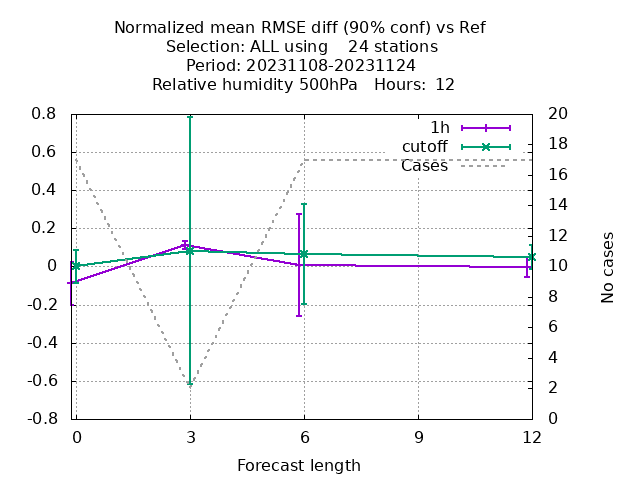 Normalized mean RMSE diff (90% conf) vs Ref
Selection: ALL using    24 stations
Period: 20231108-20231124
Relative humidity 500hPa   Hours:  12
0.8
0.6
0.4
0.2
0
-0.2
-0.4
-0.6
-0.8
1h
cutoff
Cases
20
18
16
14
12
10
8
6
4
2
0
No cases
0
3
6
9
12
Forecast length